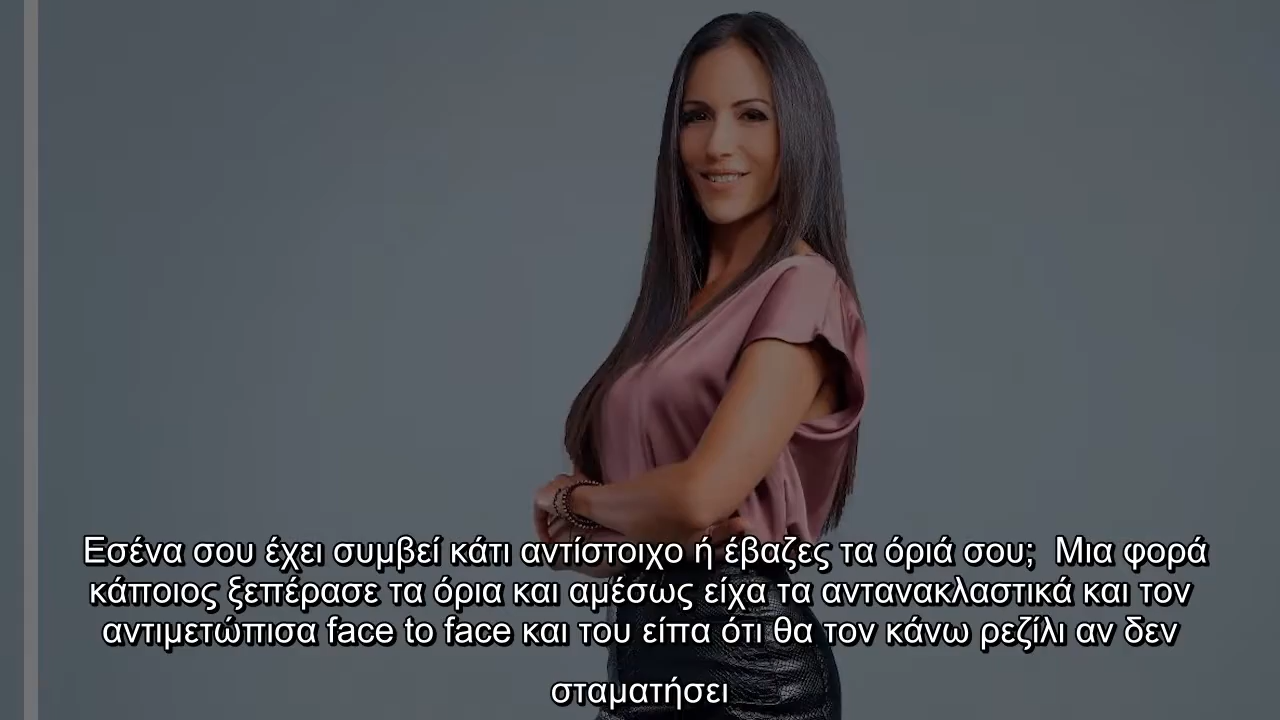 Εσένα σου έχει συμβεί κάτι αντίστοιχο ή έβαζες τα όριά σου;  Μια φορά
κάποιος ξεπέρασε τα όρια και αμέσως είχα τα αντανακλαστικά και τον
αντιμετώπισα face to face και του είπα ότι θα τον κάνω ρεζίλι αν δεν
σταματήσει